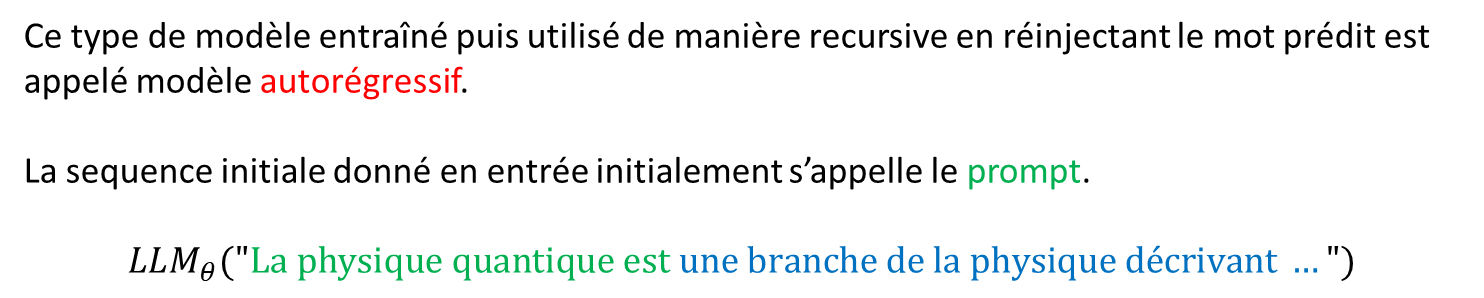 Ce type de modèle entraîné puis utilisé de manière recursive en réinjectant le mot prédit est
appelé modèle autorégressif.
La sequence initiale donné en entrée initialement s’appelle le prompt.
LLM_θ("La physique quantique est une branche de la physique décrivant … ")